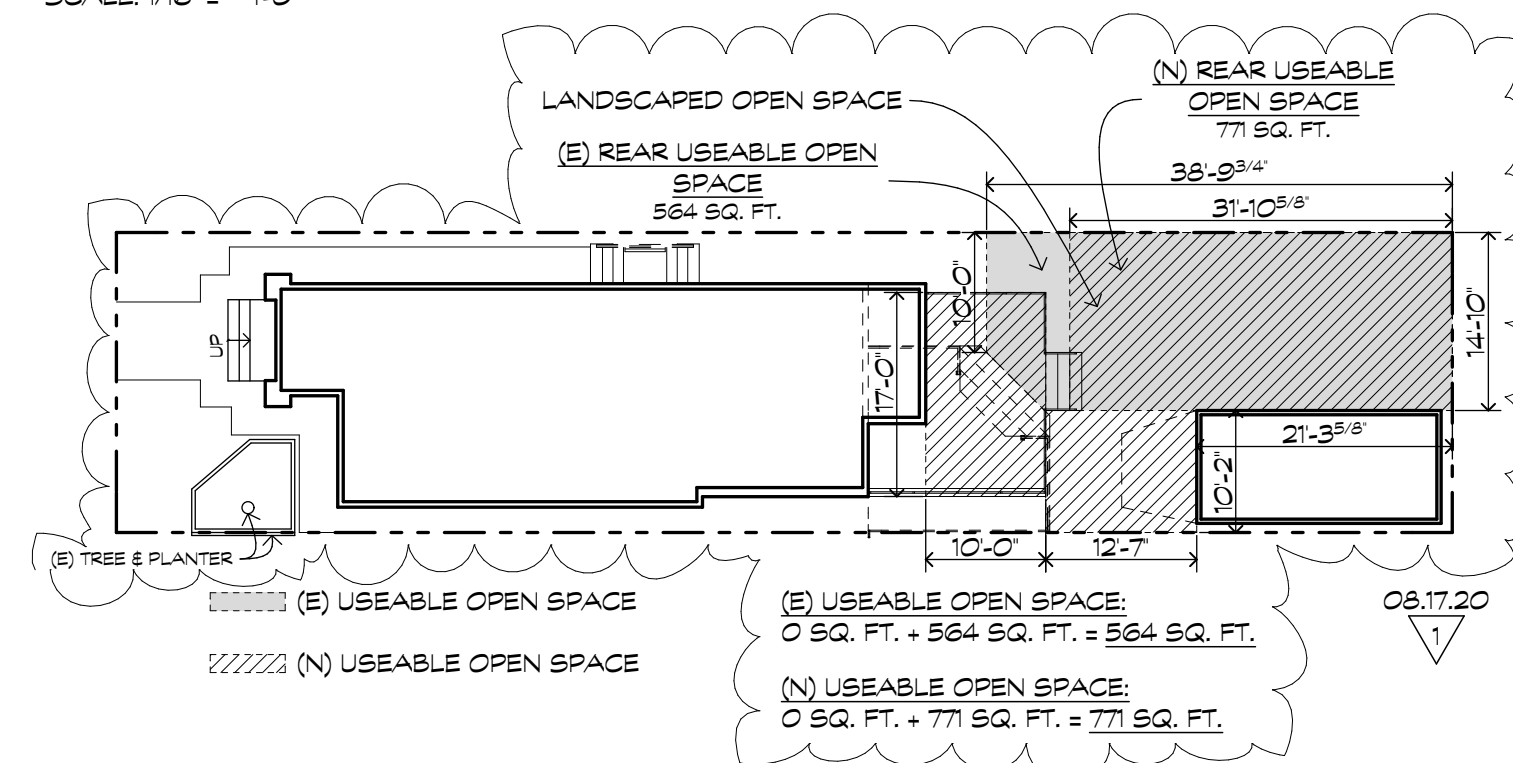 LANDSCAPED OPEN SPACE
(N) REAR USEABLE
OPEN SPACE
771 SQ. FT.
(E) REAR USEABLE OPEN
SPACE
564 SQ. FT.
38'-9 3/4"
31'-10 5/8"
10'-0"
14'-10"
UP
17'-0"
21'-3 5/8"
10'-2"
10'-0"
12'-7"
(E) TREE & PLANTER
(E) USEABLE OPEN SPACE
(N) USEABLE OPEN SPACE
(E) USEABLE OPEN SPACE:
0 SQ. FT. + 564 SQ. FT. = 564 SQ. FT.
(N) USEABLE OPEN SPACE:
0 SQ. FT. + 771 SQ. FT. = 771 SQ. FT.
08.17.20
1